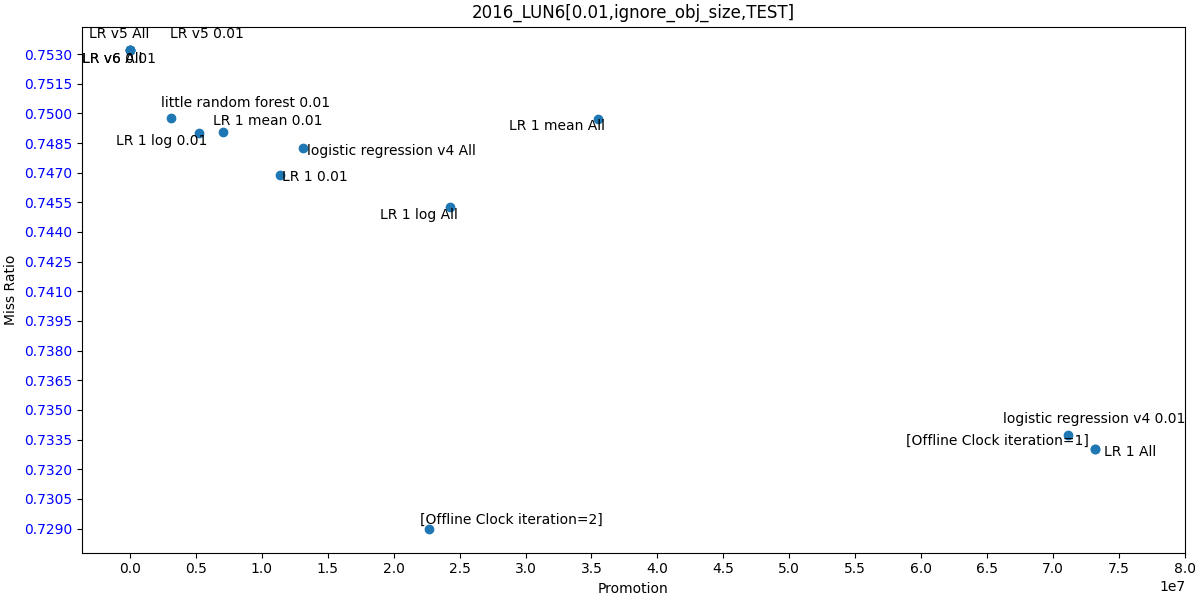 2016_LUN6[0.01,ignore_obj_size,TEST]
LR v5 All
LR v5 0.01
LR v6 All
LR v6 0.01
little random forest 0.01
LR 1 mean 0.01
LR 1 log 0.01
LR 1 mean All
logistic regression v4 All
LR 1 0.01
LR 1 log All
logistic regression v4 0.01
[Offline Clock iteration=1]
LR 1 All
[Offline Clock iteration=2]
Miss Ratio
0.7530
0.7515
0.7500
0.7485
0.7470
0.7455
0.7440
0.7425
0.7410
0.7395
0.7380
0.7365
0.7350
0.7335
0.7320
0.7305
0.7290
0.0 0.5 1.0 1.5 2.0 2.5 3.0 3.5 4.0 4.5 5.0 5.5 6.0 6.5 7.0 7.5 8.0
1e7
Promotion